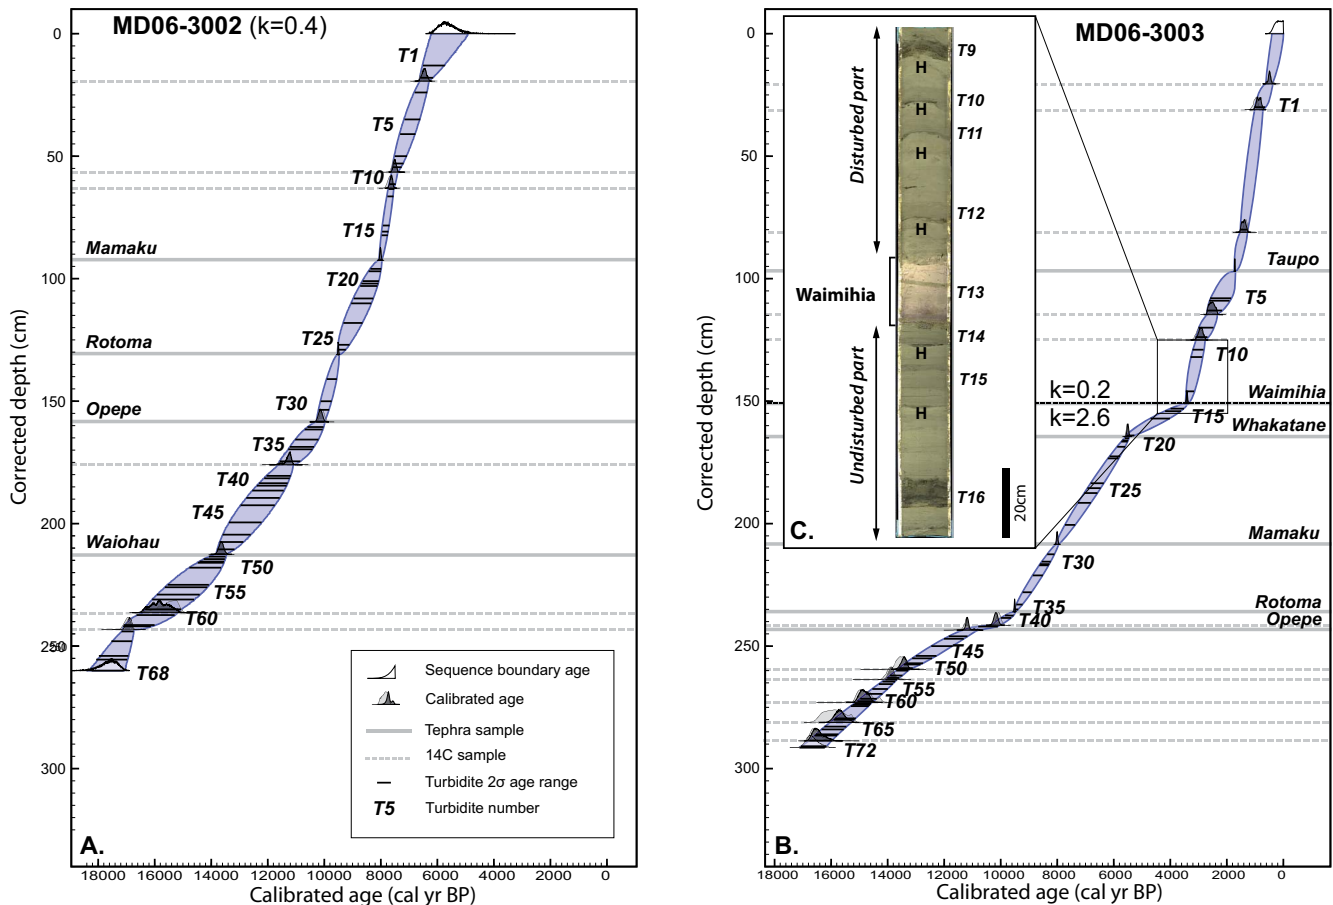 MD06-3002 (k=0.4)
0
50
100
150
200
250
300
Corrected depth (cm)
T1
T5
T10
T15
Mamaku
T20
T25
Rotoma
T30
Opepe
T35
T40
T45
Waiohau
T50
T55
T60
T68
Sequence boundary age
Calibrated age
Tephra sample
14C sample
Turbidite 2σ age range
T5 Turbidite number
A.
18000 16000 14000 12000 10000 8000 6000 4000 2000 0
Calibrated age (cal yr BP)
MD06-3003
0
50
100
150
200
250
300
Corrected depth (cm)
T1
Taupo
T5
T10
k=0.2
Waimihia
k=2.6
T15
Whakatane
T20
T25
Mamaku
T30
Rotoma
T35
T40
Opepe
T45
T50
T55
T60
T65
T72
B.
18000 16000 14000 12000 10000 8000 6000 4000 2000 0
Calibrated age (cal yr BP)
Disturbed part
Waimihia
Undisturbed part
T9
H
T10
H
T11
H
T12
H
T13
T14
H
T15
H
T16
20cm
C.